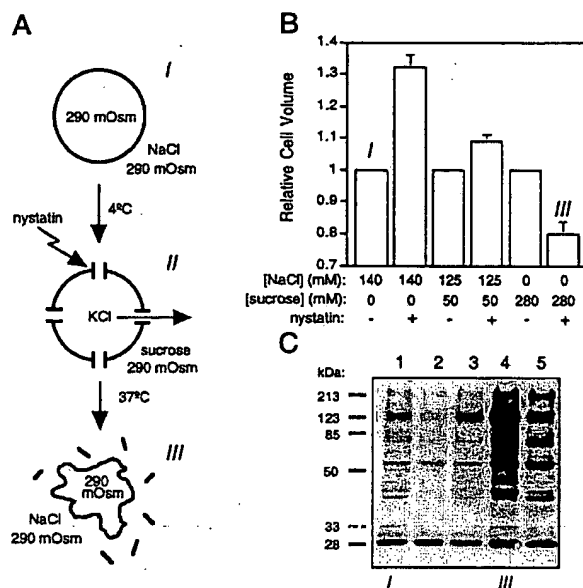 A
I
290 mOsm
NaCl
290 mOsm
4ºC
nystatin
II
KCl
sucrose
290 mOsm
37ºC
III
290
mOsm
NaCl
290 mOsm
B
Relative Cell Volume
1.4
1.3
1.2
1.1
1
0.9
0.8
0.7
I
III
[NaCl] (mM): 140 140 125 125 0 0
[sucrose] (mM): 0 0 50 50 280 280
nystatin: - + - + - +
C
1 2 3 4 5
kDa:
213
123
85
50
33
28
I III